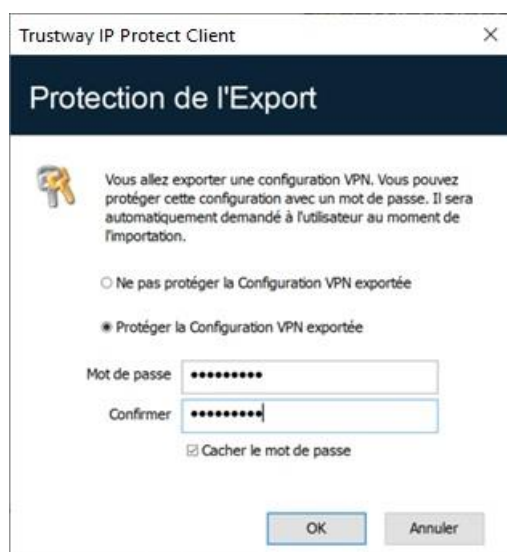 Trustway IP Protect Client
Protection de l'Export
Vous allez exporter une configuration VPN. Vous pouvez
protéger cette configuration avec un mot de passe. Il sera
automatiquement demandé à l'utilisateur au moment de
l'importation.
Ne pas protéger la Configuration VPN exportée
Protéger la Configuration VPN exportée
Mot de passe •••••••••
Confirmer •••••••••
Cacher le mot de passe
OK Annuler